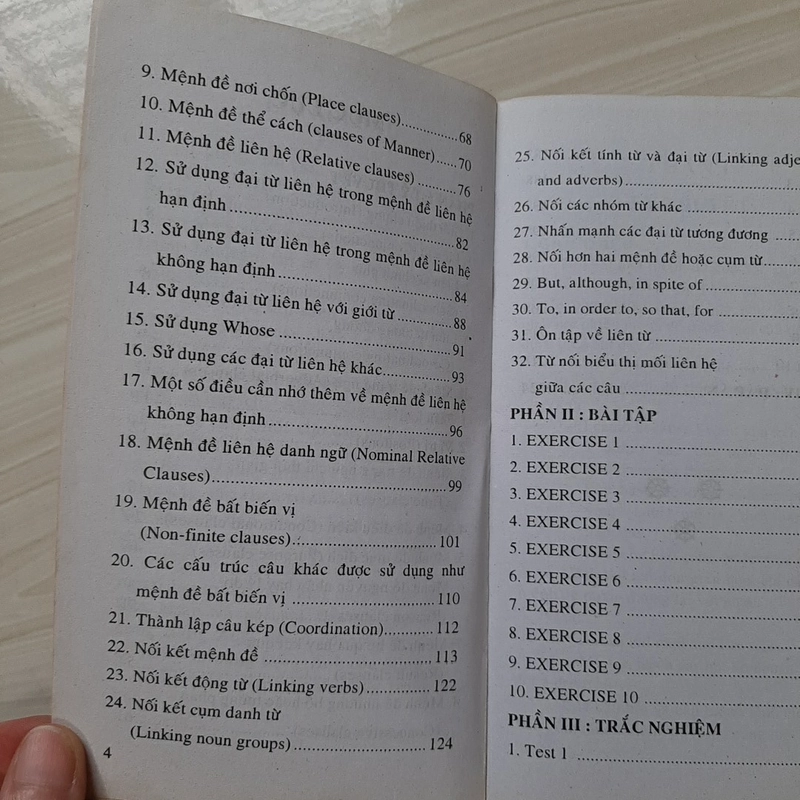 9. Mệnh đề nơi chốn (Place clauses)..............68
10. Mệnh đề thể cách (clauses of Manner).....70
11. Mệnh đề liên hệ (Relative clauses) .........76
12. Sử dụng đại từ liên hệ trong mệnh đề liên hệ
hạn định ........................................82
13. Sử dụng đại từ liên hệ trong mệnh đề liên hệ
không hạn định................................84
14. Sử dụng đại từ liên hệ với giới từ ..........88
15. Sử dụng Whose ................................91
16. Sử dụng các đại từ liên hệ khác............93
17. Một số điều cần nhớ thêm về mệnh đề liên hệ
không hạn định ................................96
18. Mệnh đề liên hệ danh ngữ (Nominal Relative
Clauses)............................................99
19. Mệnh đề bất biến vị
(Non-finite clauses)............................101
20. Các cấu trúc câu khác được sử dụng như
mệnh đề bất biến vị ............................110
21. Thành lập câu kép (Coordination)..........112
22. Nối kết mệnh đề ................................113
23. Nối kết động từ (Linking verbs)............122
24. Nối kết cụm danh từ
(Linking noun groups)..........................124
4
25. Nối kết tính từ và đại từ (Linking adje
and adverbs)................................
26. Nối các nhóm từ khác ....................
27. Nhấn mạnh các đại từ tương đương ........
28. Nối hơn hai mệnh đề hoặc cụm từ........
29. But, although, in spite of ................
30. To, in order to, so that, for ..............
31. Ôn tập về liên từ ..........................
32. Từ nối biểu thị mối liên hệ
giữa các câu ................................
PHẦN II : BÀI TẬP
1. EXERCISE 1 ................................
2. EXERCISE 2 ................................
3. EXERCISE 3 ................................
4. EXERCISE 4 ................................
5. EXERCISE 5 ................................
6. EXERCISE 6 ................................
7. EXERCISE 7 ................................
8. EXERCISE 8 ................................
9. EXERCISE 9 ................................
10. EXERCISE 10 ..............................
PHẦN III : TRẮC NGHIỆM
1. Test 1 ................................